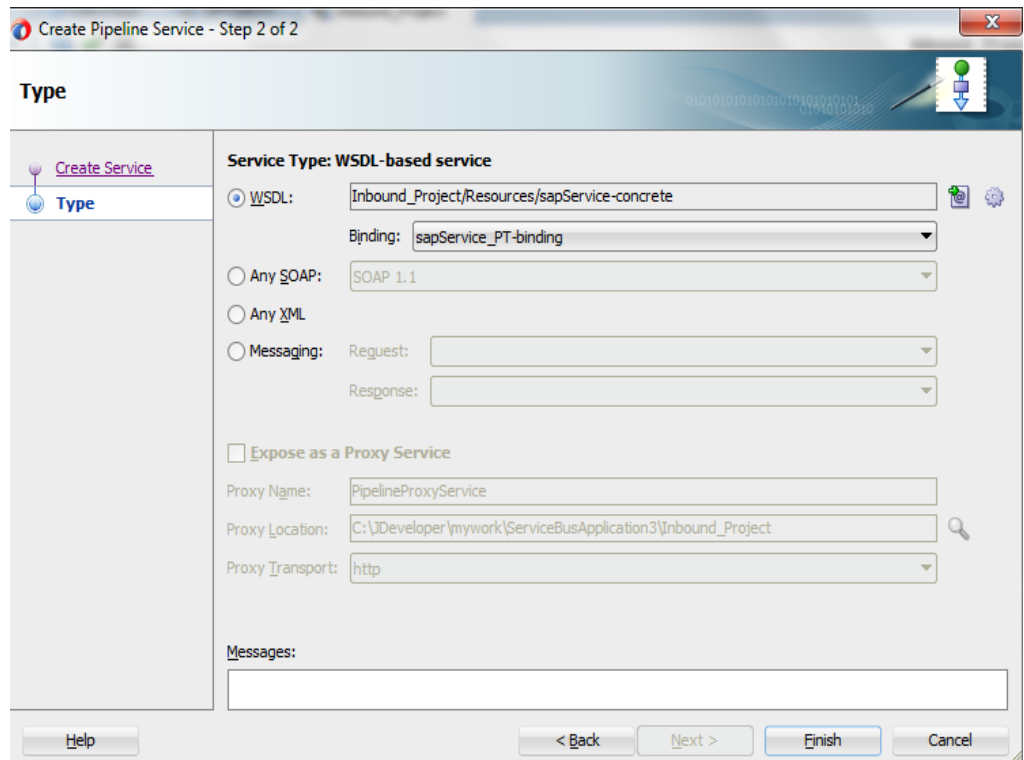 Create Pipeline Service - Step 2 of 2
Type
Create Service
Type
Service Type: WSDL-based service
WSDL: Inbound_Project/Resources/sapService-concrete
Binding: sapService_PT-binding
Any SOAP: SOAP 1.1
Any XML
Messaging: Request:
Response:
Expose as a Proxy Service
Proxy Name: PipelineProxyService
Proxy Location: C:\JDeveloper\mywork\ServiceBusApplication3\Inbound_Project
Proxy Transport: http
Messages:
Help < Back Next > Finish Cancel